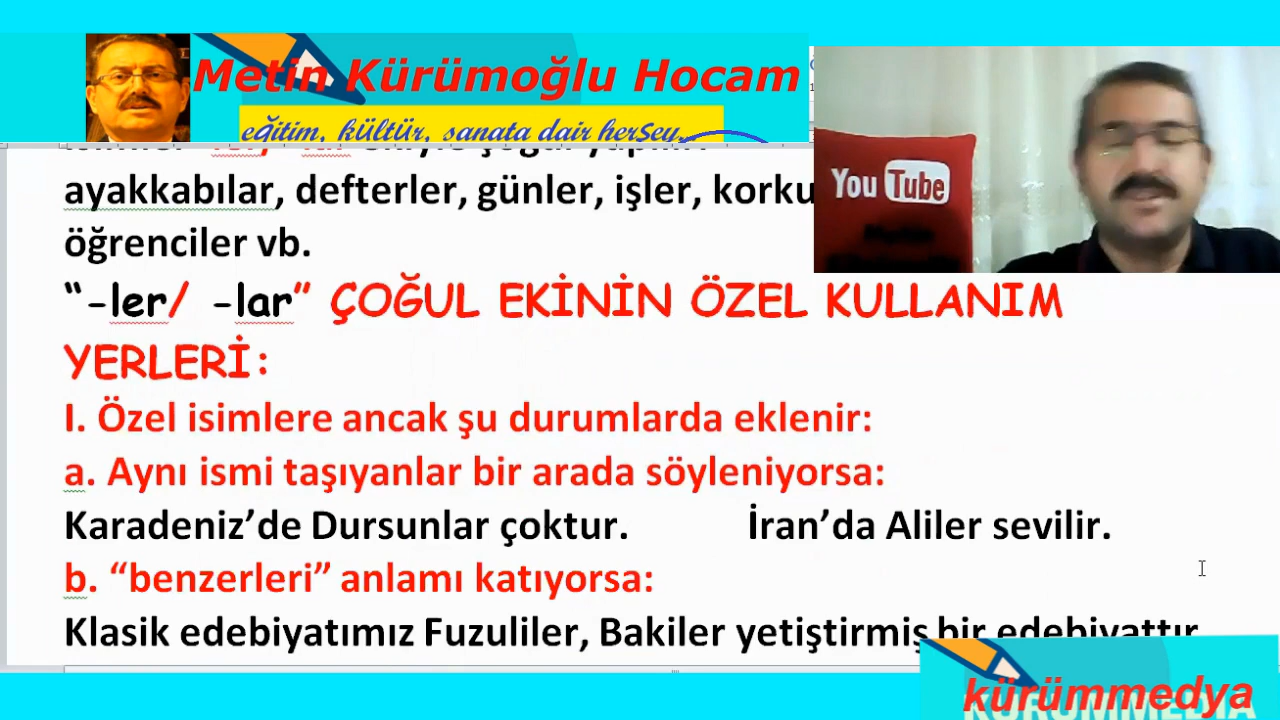 Metin Kürümoğlu Hocam
eğitim, kültür, sanata dair herşey..
ayakkabılar, defterler, günler, işler, korku
öğrenciler vb.
“-ler/ -lar” ÇOĞUL EKİNİN ÖZEL KULLANIM
YERLERİ:
I. Özel isimlere ancak şu durumlarda eklenir:
a. Aynı ismi taşıyanlar bir arada söyleniyorsa:
Karadeniz’de Dursunlar çoktur. İran’da Aliler sevilir.
b. “benzerleri” anlamı katıyorsa:
Klasik edebiyatımız Fuzuliler, Bakiler yetiştirmiş bir edebiyattır.
You Tube
kürümmedya
KÜRÜMMEDIA